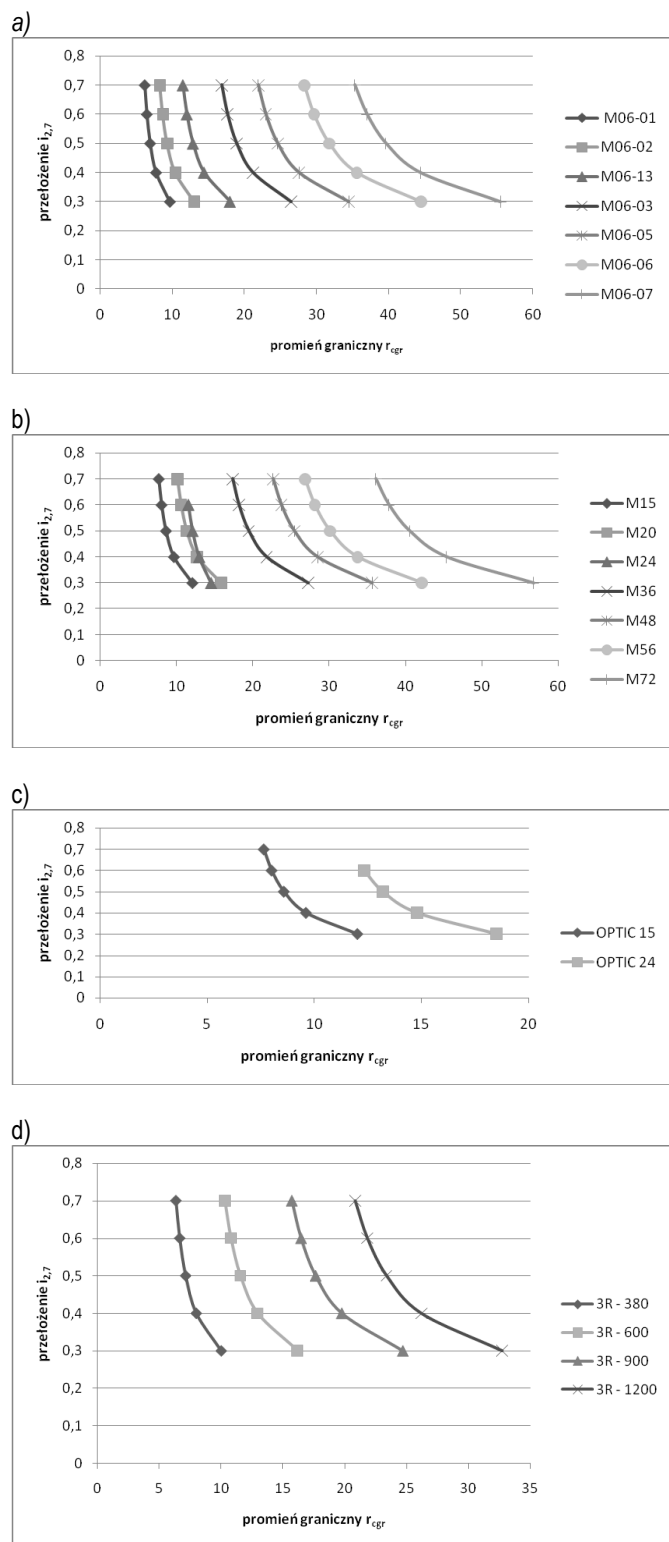 a)
0,8
0,7
0,6
0,5
0,4
0,3
0,2
0,1
0
przełożenie i2,7
0 10 20 30 40 50 60
promień graniczny rcgr
M06-01
M06-02
M06-13
M06-03
M06-05
M06-06
M06-07
b)
0,8
0,7
0,6
0,5
0,4
0,3
0,2
0,1
0
przełożenie i2,7
0 10 20 30 40 50 60
promień graniczny rcgr
M15
M20
M24
M36
M48
M56
M72
c)
0,8
0,7
0,6
0,5
0,4
0,3
0,2
0,1
0
przełożenie i2,7
0 5 10 15 20
promień graniczny rcgr
OPTIC 15
OPTIC 24
d)
0,8
0,7
0,6
0,5
0,4
0,3
0,2
0,1
0
przełożenie i2,7
0 5 10 15 20 25 30 35
promień graniczny rcgr
3R - 380
3R - 600
3R - 900
3R - 1200